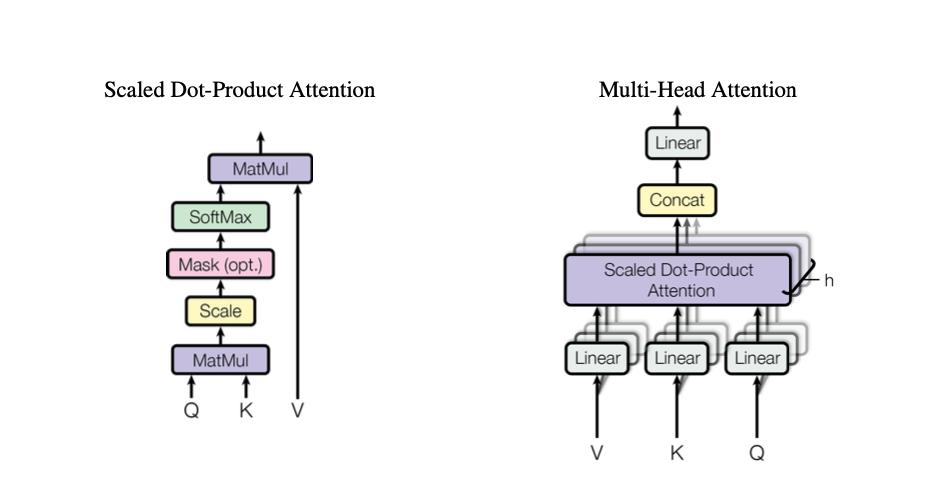 Scaled Dot-Product Attention
MatMul
SoftMax
Mask (opt.)
Scale
MatMul
Q K V
Multi-Head Attention
Linear
Concat
Scaled Dot-Product
Attention
h
Linear Linear Linear
V K Q